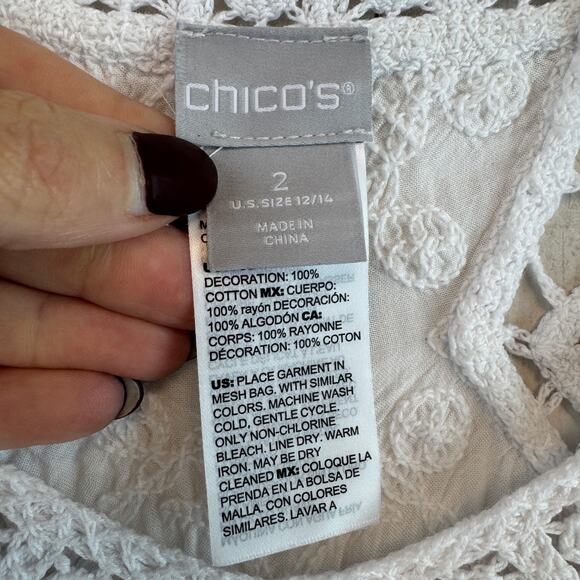 chico's®
2
U.S. SIZE 12/14
MADE IN
CHINA
DECORATION: 100%
COTTON MX: CUERPO:
100% rayón DECORACIÓN:
100% ALGODÓN CA:
CORPS: 100% RAYONNE
DÉCORATION: 100% COTON
US: PLACE GARMENT IN
MESH BAG. WITH SIMILAR
COLORS. MACHINE WASH
COLD, GENTLE CYCLE.
ONLY NON-CHLORINE
BLEACH. LINE DRY. WARM
IRON. MAY BE DRY
CLEANED MX: COLOQUE LA
PRENDA EN LA BOLSA DE
MALLA. CON COLORES
SIMILARES. LAVAR A